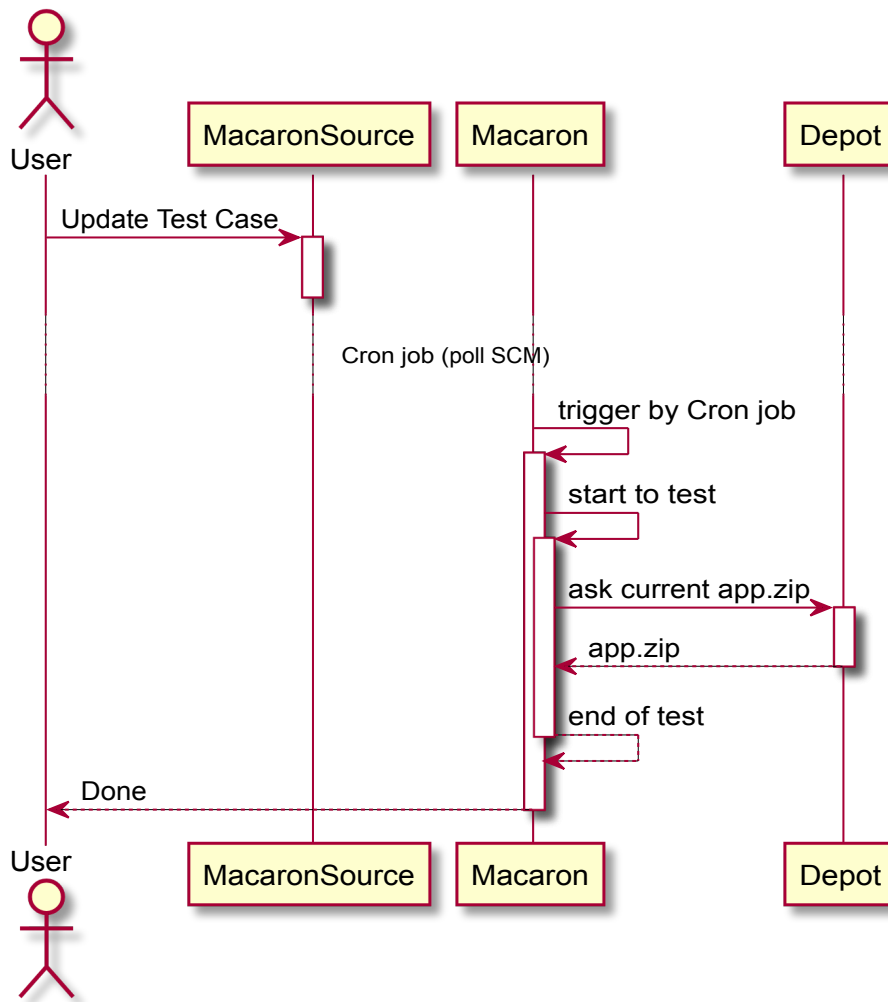 User
MacaronSource
Macaron
Depot
Update Test Case
Cron job (poll SCM)
trigger by Cron job
start to test
ask current app.zip
app.zip
end of test
Done
User
MacaronSource
Macaron
Depot